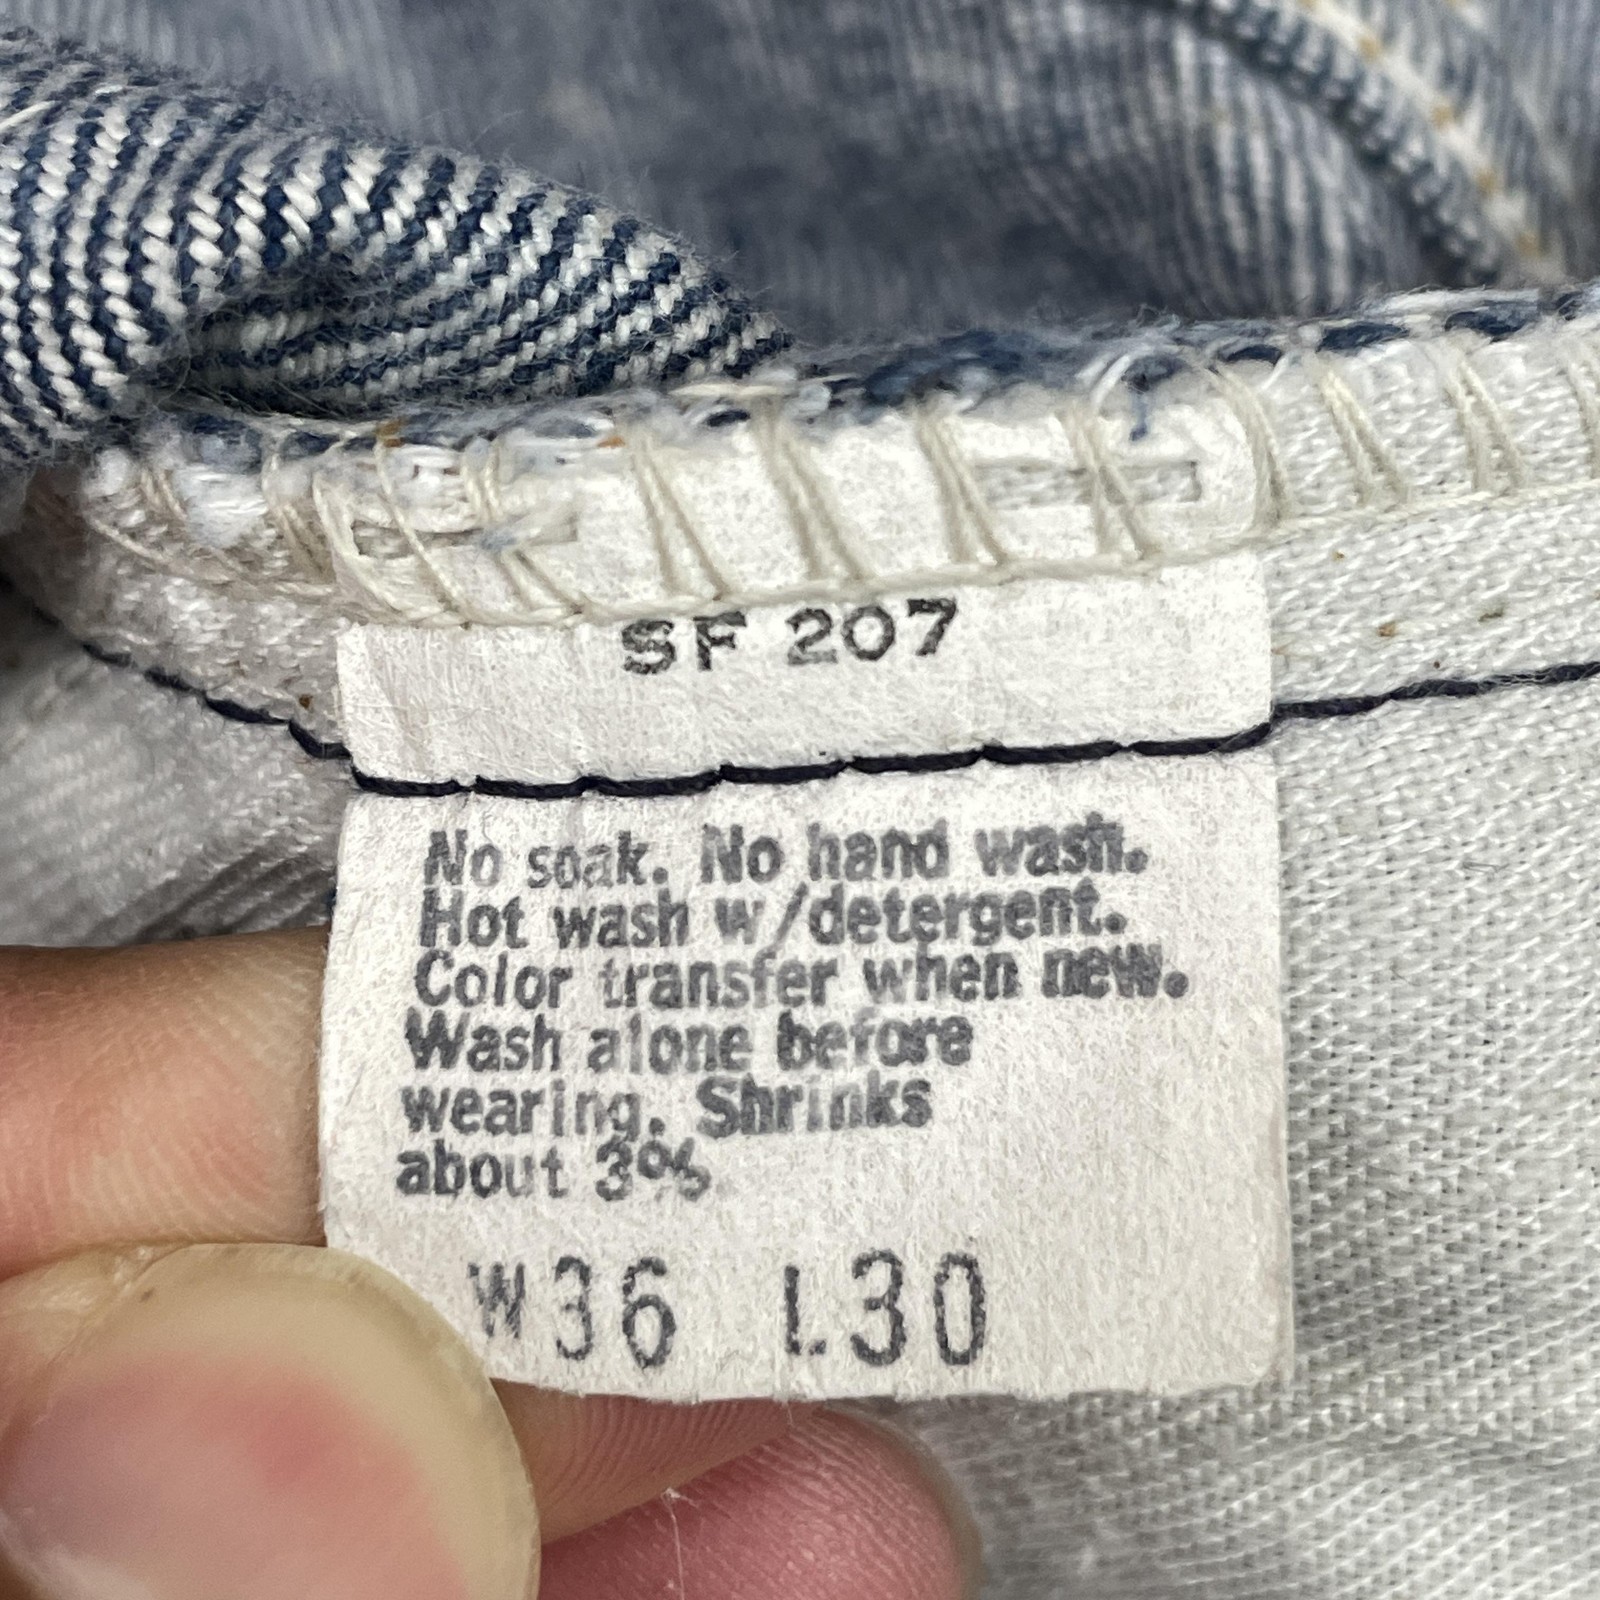 SF 207
No soak. No hand wash.
Hot wash w/detergent.
Color transfer when new.
Wash alone before
wearing. Shrinks
about 3%
W36 L30